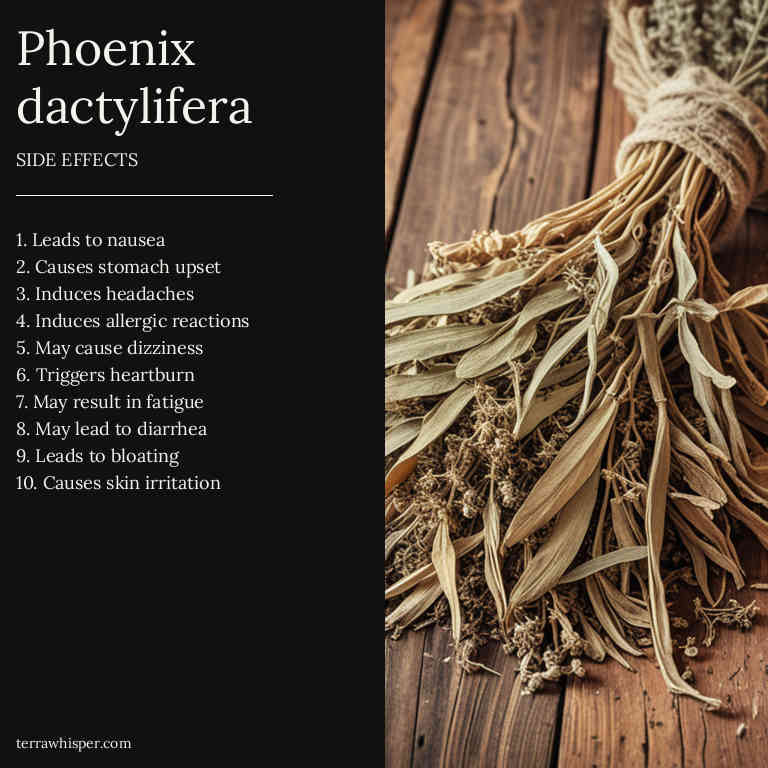 Phoenix
dactylifera
SIDE EFFECTS
1. Leads to nausea
2. Causes stomach upset
3. Induces headaches
4. Induces allergic reactions
5. May cause dizziness
6. Triggers heartburn
7. May result in fatigue
8. May lead to diarrhea
9. Leads to bloating
10. Causes skin irritation
terrawhisper.com